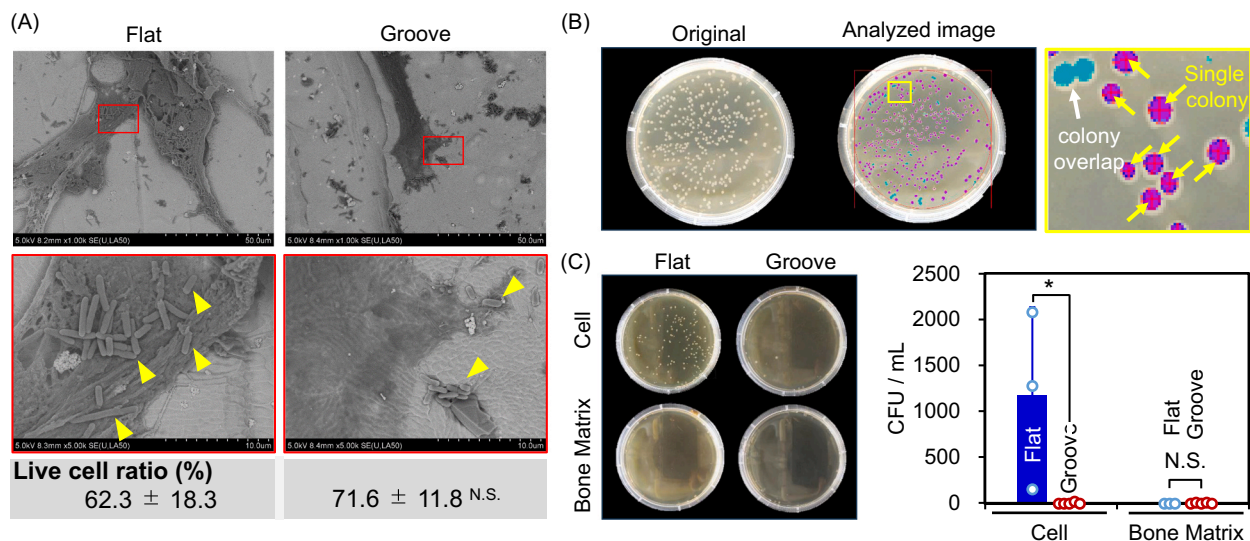 (A)
Flat
Groove
5.0kV 8.2mm x1.00k SE(U,LA50)
50.0um
5.0kV 8.4mm x1.00k SE(U,LA50)
50.0um
5.0kV 8.3mm x5.00k SE(U,LA50)
10.0um
5.0kV 8.4mm x5.00k SE(U,LA50)
10.0um
Live cell ratio (%)
62.3 ± 18.3
71.6 ± 11.8 N.S.
(B)
Original
Analyzed image
Single
colony
colony
overlap
(C)
Flat
Groove
Cell
Bone Matrix
CFU / mL
2500
2000
1500
1000
500
0
*
Flat
Groove
Flat
Groove
N.S.
Cell
Bone Matrix